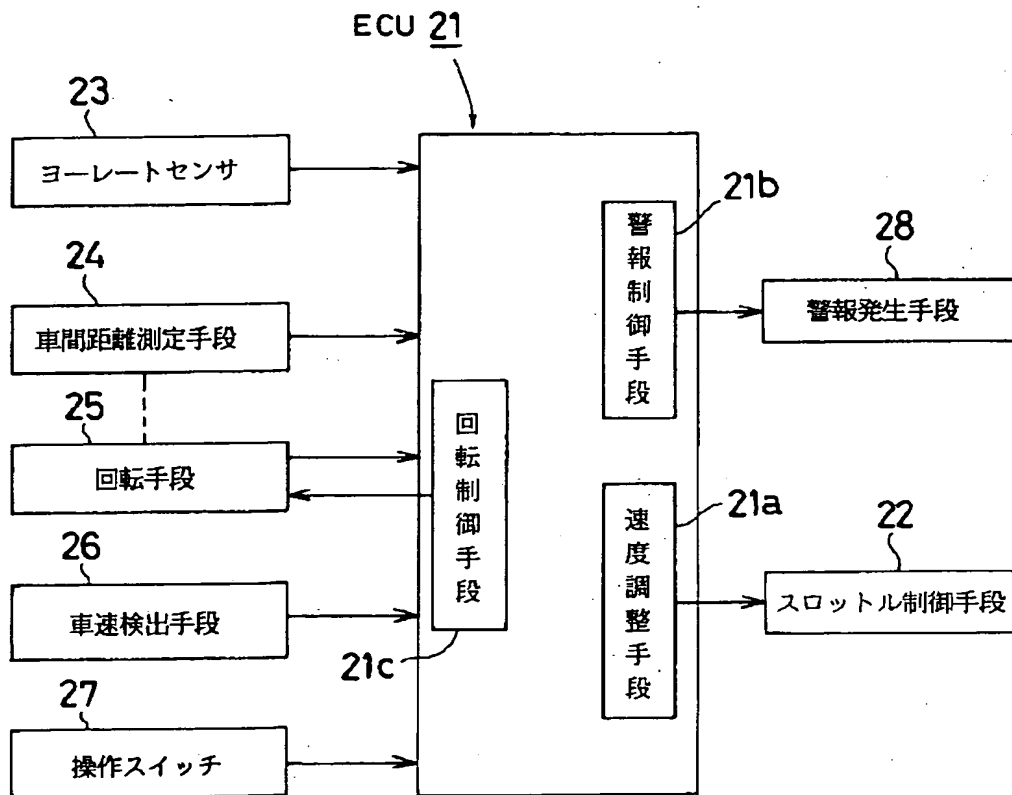 ECU 21
23
ヨーレートセンサ
24
車間距離測定手段
25
回転手段
26
車速検出手段
27
操作スイッチ
回転制御手段
21c
21b
警報制御手段
21a
速度調整手段
28
警報発生手段
22
スロットル制御手段